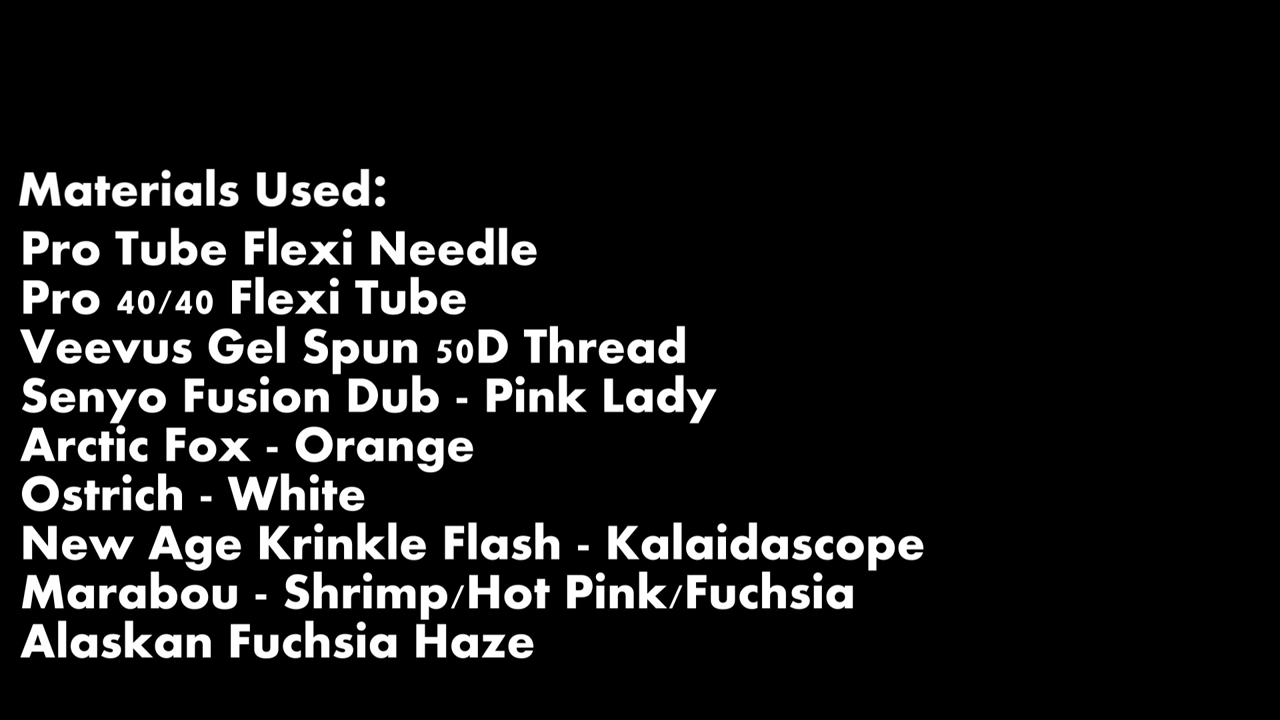 Materials Used:
Pro Tube Flexi Needle
Pro 40/40 Flexi Tube
Veevus Gel Spun 50D Thread
Senyo Fusion Dub - Pink Lady
Arctic Fox - Orange
Ostrich - White
New Age Krinkle Flash - Kalaidascope
Marabou - Shrimp/Hot Pink/Fuchsia
Alaskan Fuchsia Haze